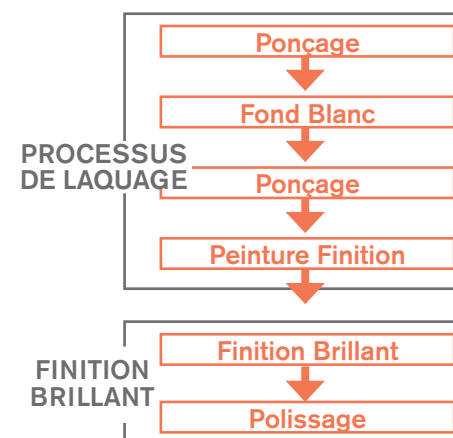 Ponçage
Fond Blanc
PROCESSUS
DE LAQUAGE
Ponçage
Peinture Finition
Finition Brillant
FINITION
BRILLANT
Polissage